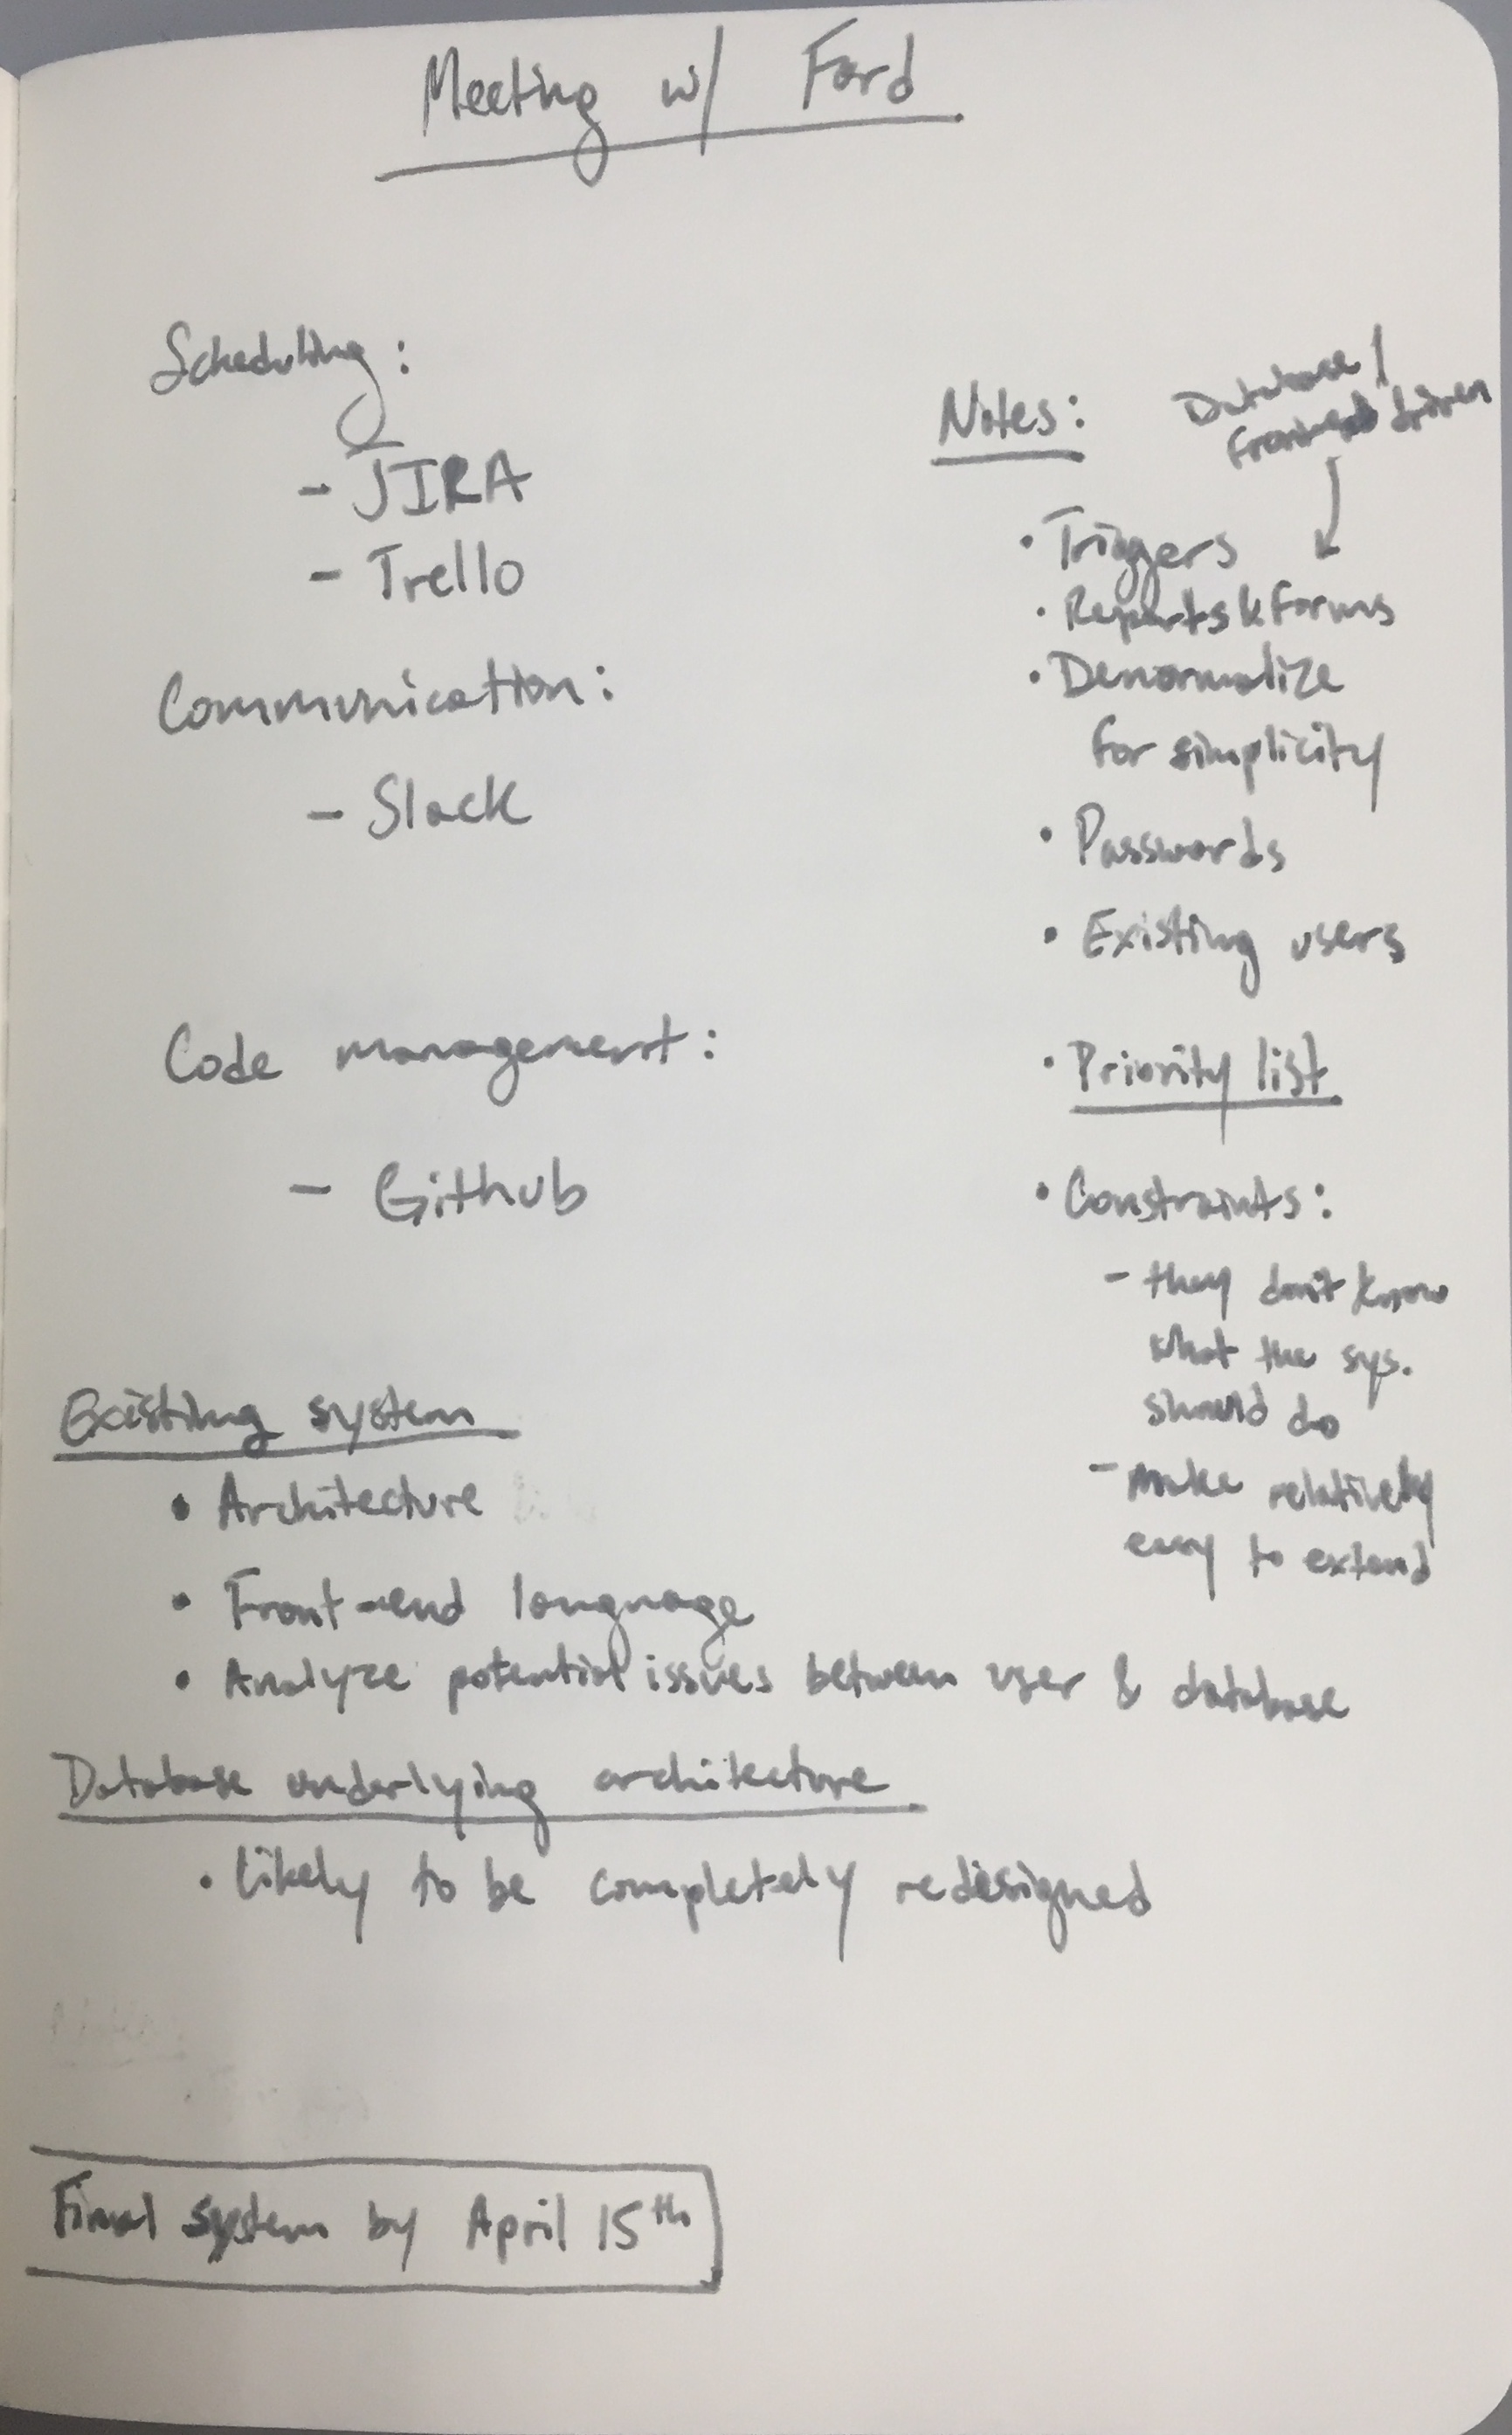 Meeting w/ Ford
Scheduling:
- JIRA
- Trello
Communication:
- Slack
Code management:
- Github
Notes:
Database/
frontend driven
• Triggers
• Reports & forms
• Denormalize
for simplicity
• Passwords
• Existing users
• Priority list
• Constraints:
- they don't know
what the sys.
should do
- make relatively
easy to extend
Existing system
• Architecture
• Front-end language
• Analyze potential issues between user & database
Database underlying architecture
• likely to be completely redesigned
Final system by April 15th